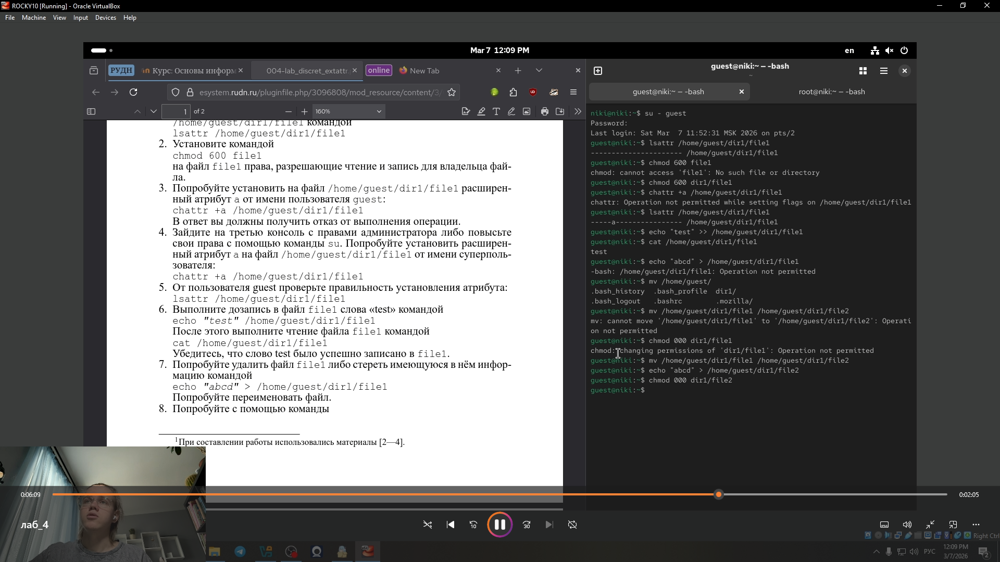 ROCKY10 [Running] - Oracle VirtualBox
File Machine View Input Devices Help
Mar 7 12:09 PM
en
РУДН Курс: Основы информ
004-lab_discret_extattr.
online
New Tab
esystem.rudn.ru/pluginfile.php/3096808/mod_resource/content/3/
1 of 2
160%
/home/guest/dir1/file1 командой
lsattr /home/guest/dir1/file1
2. Установите командой
chmod 600 file1
на файл file1 права, разрешающие чтение и запись для владельца фай-
ла.
3. Попробуйте установить на файл /home/guest/dir1/file1 расширен-
ный атрибут a от имени пользователя guest:
chattr +a /home/guest/dir1/file1
В ответ вы должны получить отказ от выполнения операции.
4. Зайдите на третью консоль с правами администратора либо повысьте
свои права с помощью команды su. Попробуйте установить расширен-
ный атрибут a на файл /home/guest/dir1/file1 от имени суперполь-
зователя:
chattr +a /home/guest/dir1/file1
5. От пользователя guest проверьте правильность установления атрибута:
lsattr /home/guest/dir1/file1
6. Выполните дозапись в файл file1 слова «test» командой
echo "test" /home/guest/dir1/file1
После этого выполните чтение файла file1 командой
cat /home/guest/dir1/file1
Убедитесь, что слово test было успешно записано в file1.
7. Попробуйте удалить файл file1 либо стереть имеющуюся в нём инфор-
мацию командой
echo "abcd" > /home/guest/dirl/file1
Попробуйте переименовать файл.
8. Попробуйте с помощью команды
1При составлении работы использовались материалы [2—4].
guest@niki:~ — -bash
~
guest@niki:~ — -bash
root@niki:~ — -bash
niki@niki:~$ su - guest
Password:
Last login: Sat Mar  7 11:52:31 MSK 2026 on pts/2
guest@niki:~$ lsattr /home/guest/dir1/file1
---------------------- /home/guest/dir1/file1
guest@niki:~$ chmod 600 file1
chmod: cannot access 'file1': No such file or directory
guest@niki:~$ chmod 600 dir1/file1
guest@niki:~$ chattr +a /home/guest/dir1/file1
chattr: Operation not permitted while setting flags on /home/guest/dir1/file1
guest@niki:~$ lsattr /home/guest/dir1/file1
-----a---------------- /home/guest/dir1/file1
guest@niki:~$ echo "test" >> /home/guest/dir1/file1
guest@niki:~$ cat /home/guest/dir1/file1
test
guest@niki:~$ echo "abcd" > /home/guest/dir1/file1
-bash: /home/guest/dir1/file1: Operation not permitted
guest@niki:~$ mv /home/guest/
.bash_history  .bash_profile  dir1/
.bash_logout   .bashrc        .mozilla/
guest@niki:~$ mv /home/guest/dir1/file1 /home/guest/dir1/file2
mv: cannot move '/home/guest/dir1/file1' to '/home/guest/dir1/file2': Operati
on not permitted
guest@niki:~$ chmod 000 dir1/file1
chmod: changing permissions of 'dir1/file1': Operation not permitted
guest@niki:~$ mv /home/guest/dir1/file1 /home/guest/dir1/file2
guest@niki:~$ echo "abcd" > /home/guest/dir1/file2
guest@niki:~$ chmod 000 dir1/file2
guest@niki:~$
0:06:09
0:02:05
лаб_4
10
30
Right Ctrl
РУС
12:09 PM
3/7/2026
2